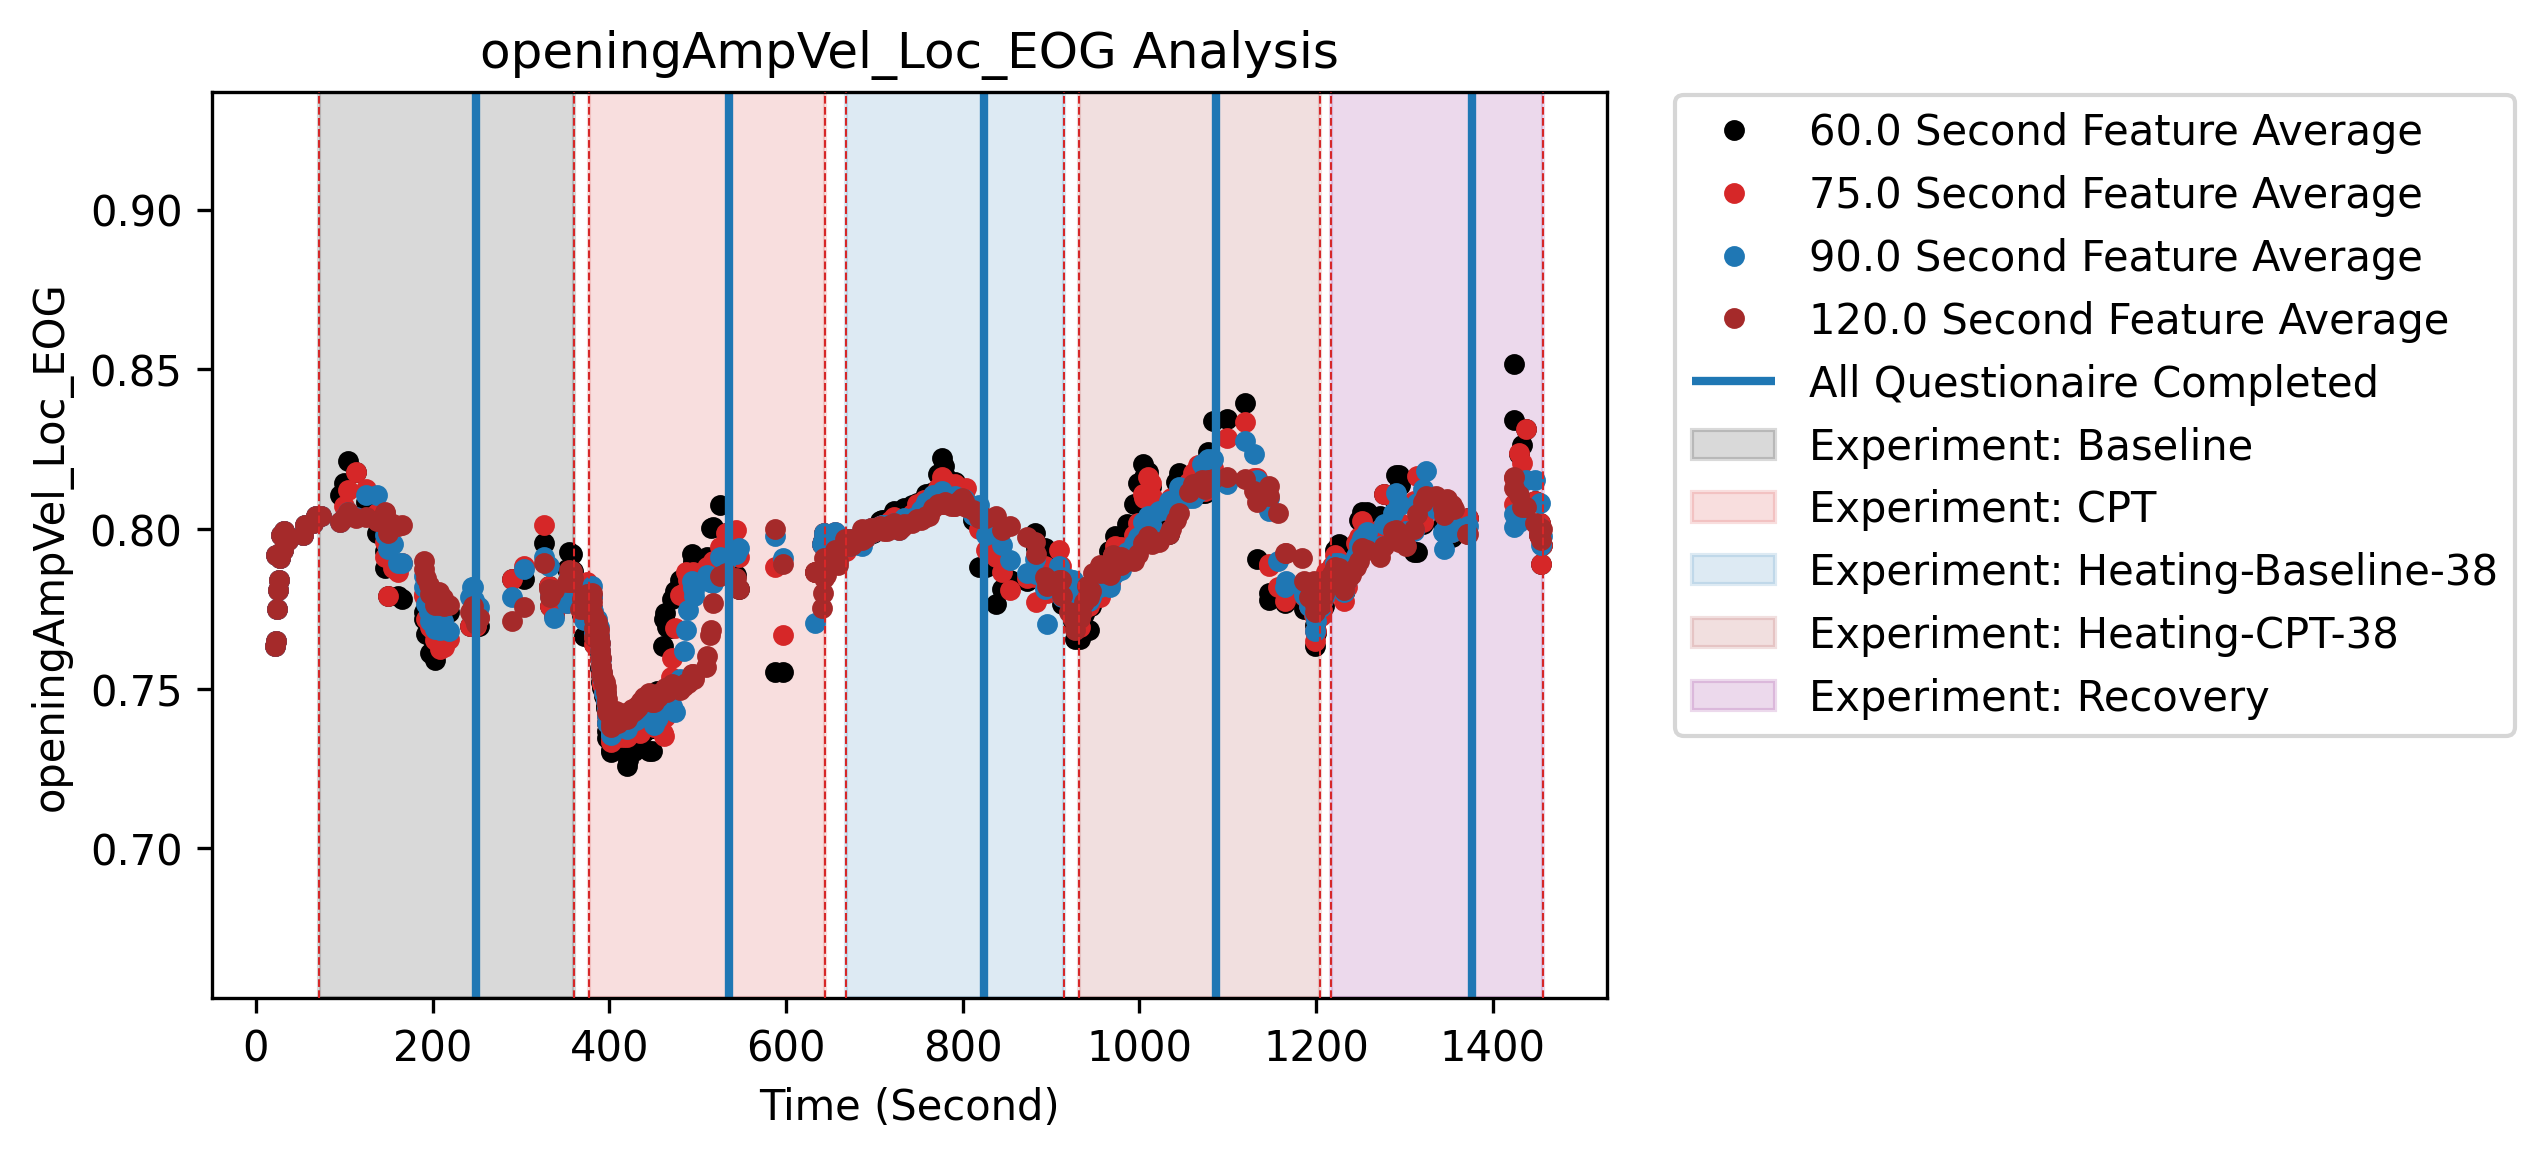 openingAmpVel_Loc_EOG Analysis
openingAmpVel_Loc_EOG
0.90
0.85
0.80
0.75
0.70
0
200
400
600
800
1000
1200
1400
Time (Second)
60.0 Second Feature Average
75.0 Second Feature Average
90.0 Second Feature Average
120.0 Second Feature Average
All Questionaire Completed
Experiment: Baseline
Experiment: CPT
Experiment: Heating-Baseline-38
Experiment: Heating-CPT-38
Experiment: Recovery